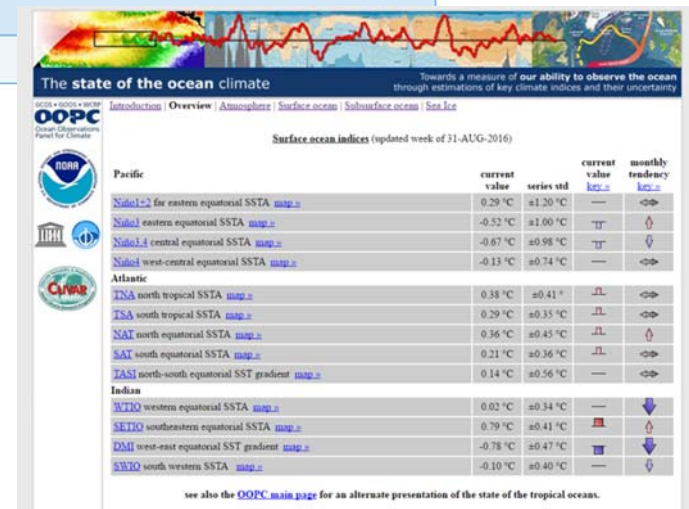 The state of the ocean climate
Towards a measure of our ability to observe the ocean
through estimations of key climate indices and their uncertainty
GCOS • GOOS • WCRP
OOPC
Ocean Observations
Panel for Climate
Introduction | Overview | Atmosphere | Surface ocean | Subsurface ocean | Sea Ice
Surface ocean indices (updated week of 31-AUG-2016)
Pacific current value series std current value key » monthly tendency key »
Niño1+2 far eastern equatorial SSTA map » 0.29 °C ±1.20 °C
Niño3 eastern equatorial SSTA map » -0.52 °C ±1.00 °C
Niño3.4 central equatorial SSTA map » -0.67 °C ±0.98 °C
Niño4 west-central equatorial SSTA map » -0.13 °C ±0.74 °C
Atlantic
TNA north tropical SSTA map » 0.38 °C ±0.41 °
TSA south tropical SSTA map » 0.29 °C ±0.35 °C
NAT north equatorial SSTA map » 0.36 °C ±0.45 °C
SAT south equatorial SSTA map » 0.21 °C ±0.36 °C
TASI north-south equatorial SST gradient map » 0.14 °C ±0.56 °C
Indian
WTIO western equatorial SSTA map » 0.02 °C ±0.34 °C
SETIO southeastern equatorial SSTA map » 0.79 °C ±0.41 °C
DMI west-east equatorial SST gradient map » -0.78 °C ±0.47 °C
SWIO south western SSTA map » -0.10 °C ±0.40 °C
see also the OOPC main page for an alternate presentation of the state of the tropical oceans.
NOAA
CLIVAR